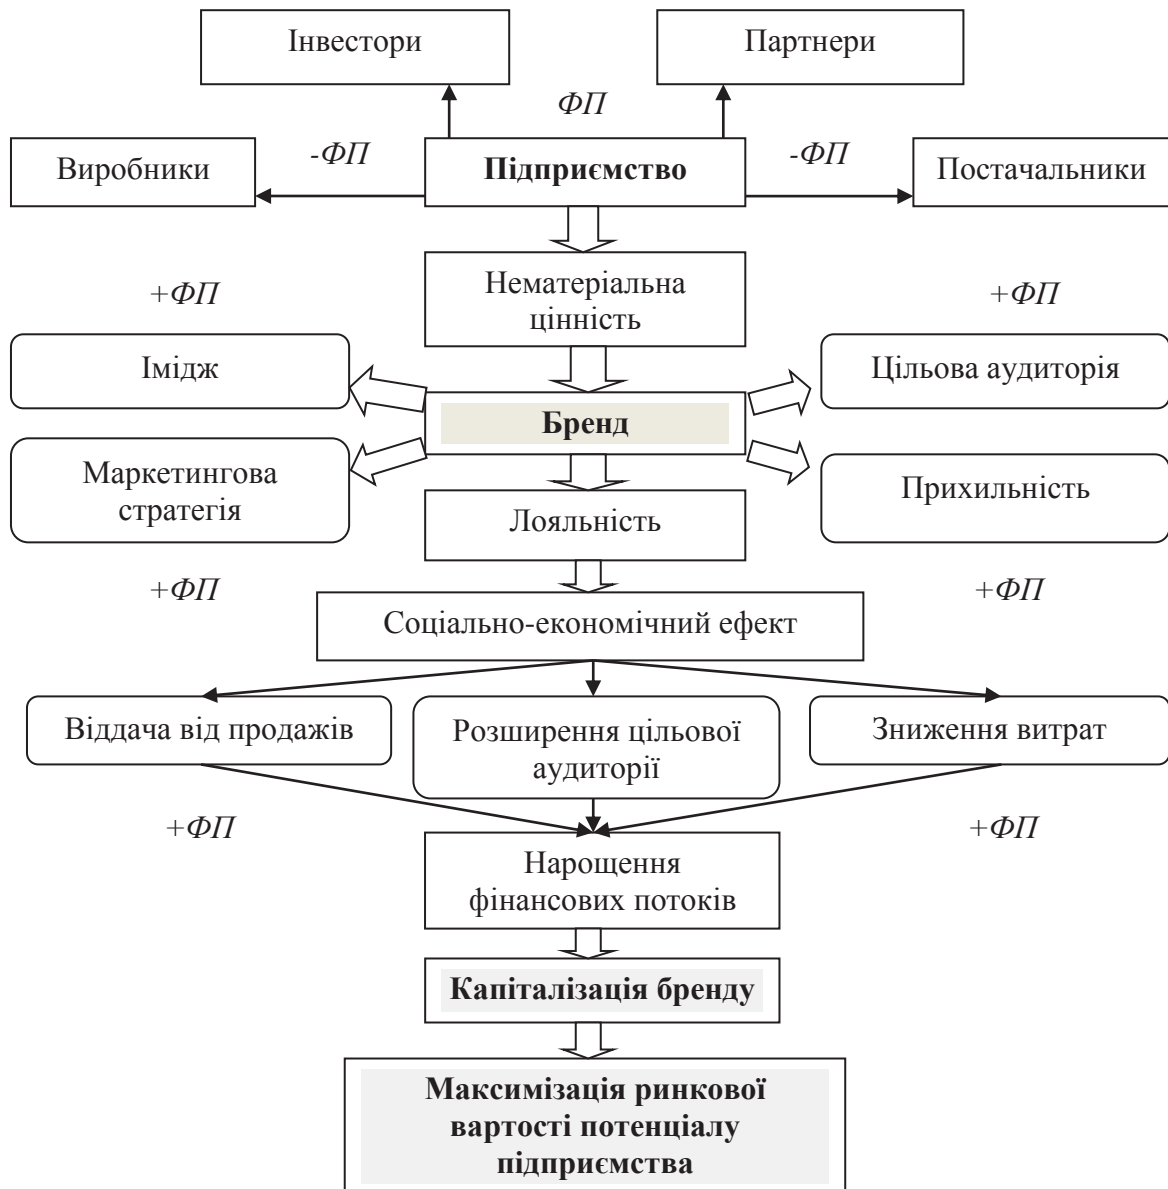 Інвестори
Партнери
ФП
Виробники
-ФП
Підприємство
-ФП
Постачальники
Нематеріальна
цінність
+ФП
+ФП
Імідж
Цільова аудиторія
Бренд
Маркетингова
стратегія
Прихильність
Лояльність
+ФП
+ФП
Соціально-економічний ефект
Віддача від продажів
Розширення цільової
аудиторії
Зниження витрат
+ФП
+ФП
Нарощення
фінансових потоків
Капіталізація бренду
Максимізація ринкової
вартості потенціалу
підприємства